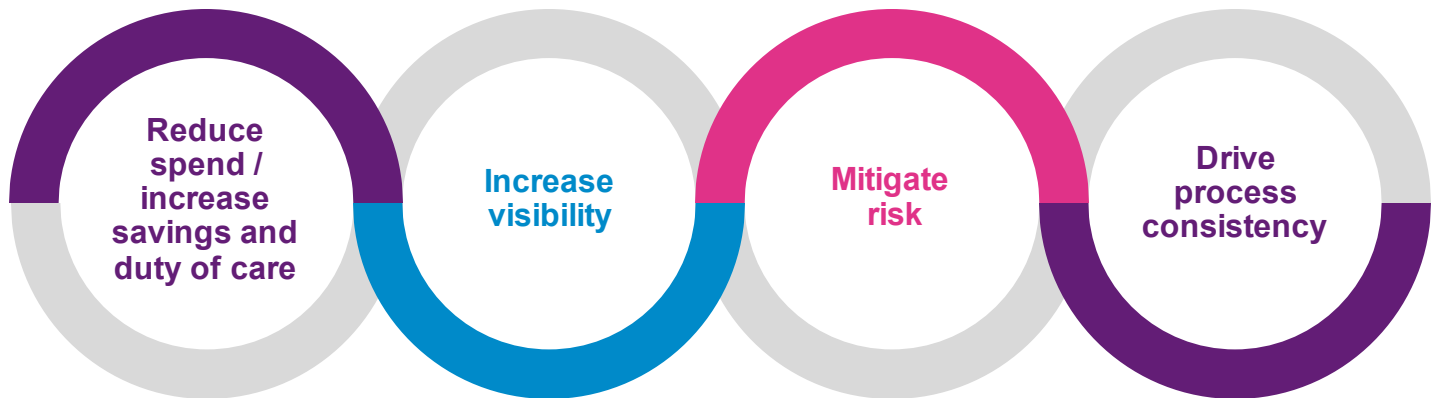 Reduce
spend /
increase
savings and
duty of care
Increase
visibility
Mitigate
risk
Drive
process
consistency